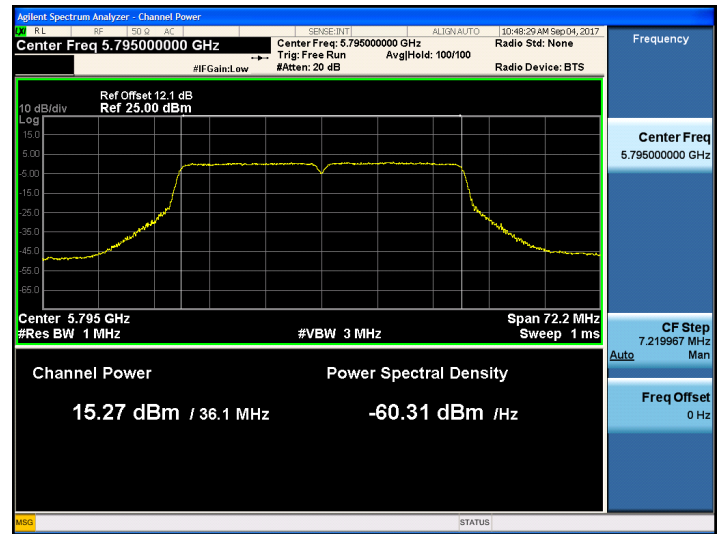 Agilent Spectrum Analyzer - Channel Power
LXI RL RF 50 Ω AC SENSE:INT ALIGNAUTO 10:48:29 AM Sep 04, 2017
Center Freq 5.795000000 GHz
Center Freq: 5.795000000 GHz Radio Std: None
Trig: Free Run Avg|Hold: 100/100
#IFGain:Low #Atten: 20 dB Radio Device: BTS
Frequency
Ref Offset 12.1 dB
10 dB/div Ref 25.00 dBm
Log
15.0
5.00
-5.00
-15.0
-25.0
-35.0
-45.0
-55.0
-65.0
Center 5.795 GHz Span 72.2 MHz
#Res BW 1 MHz #VBW 3 MHz Sweep 1 ms
Channel Power Power Spectral Density
15.27 dBm / 36.1 MHz -60.31 dBm /Hz
Center Freq
5.795000000 GHz
CF Step
7.219967 MHz
Auto Man
Freq Offset
0 Hz
MSG STATUS